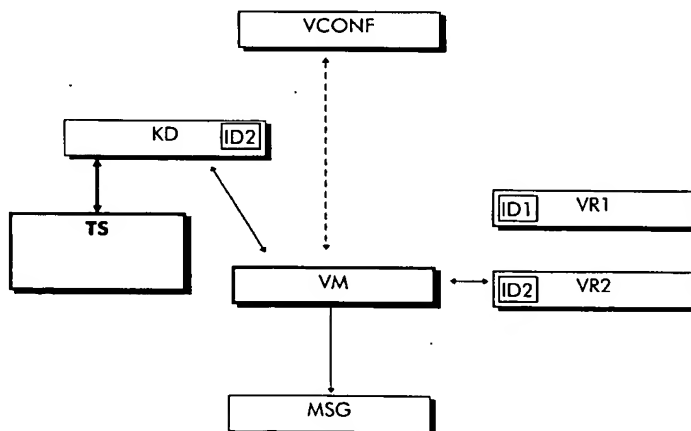 VCONF
KD ID2
TS
ID1 VR1
VM
ID2 VR2
MSG